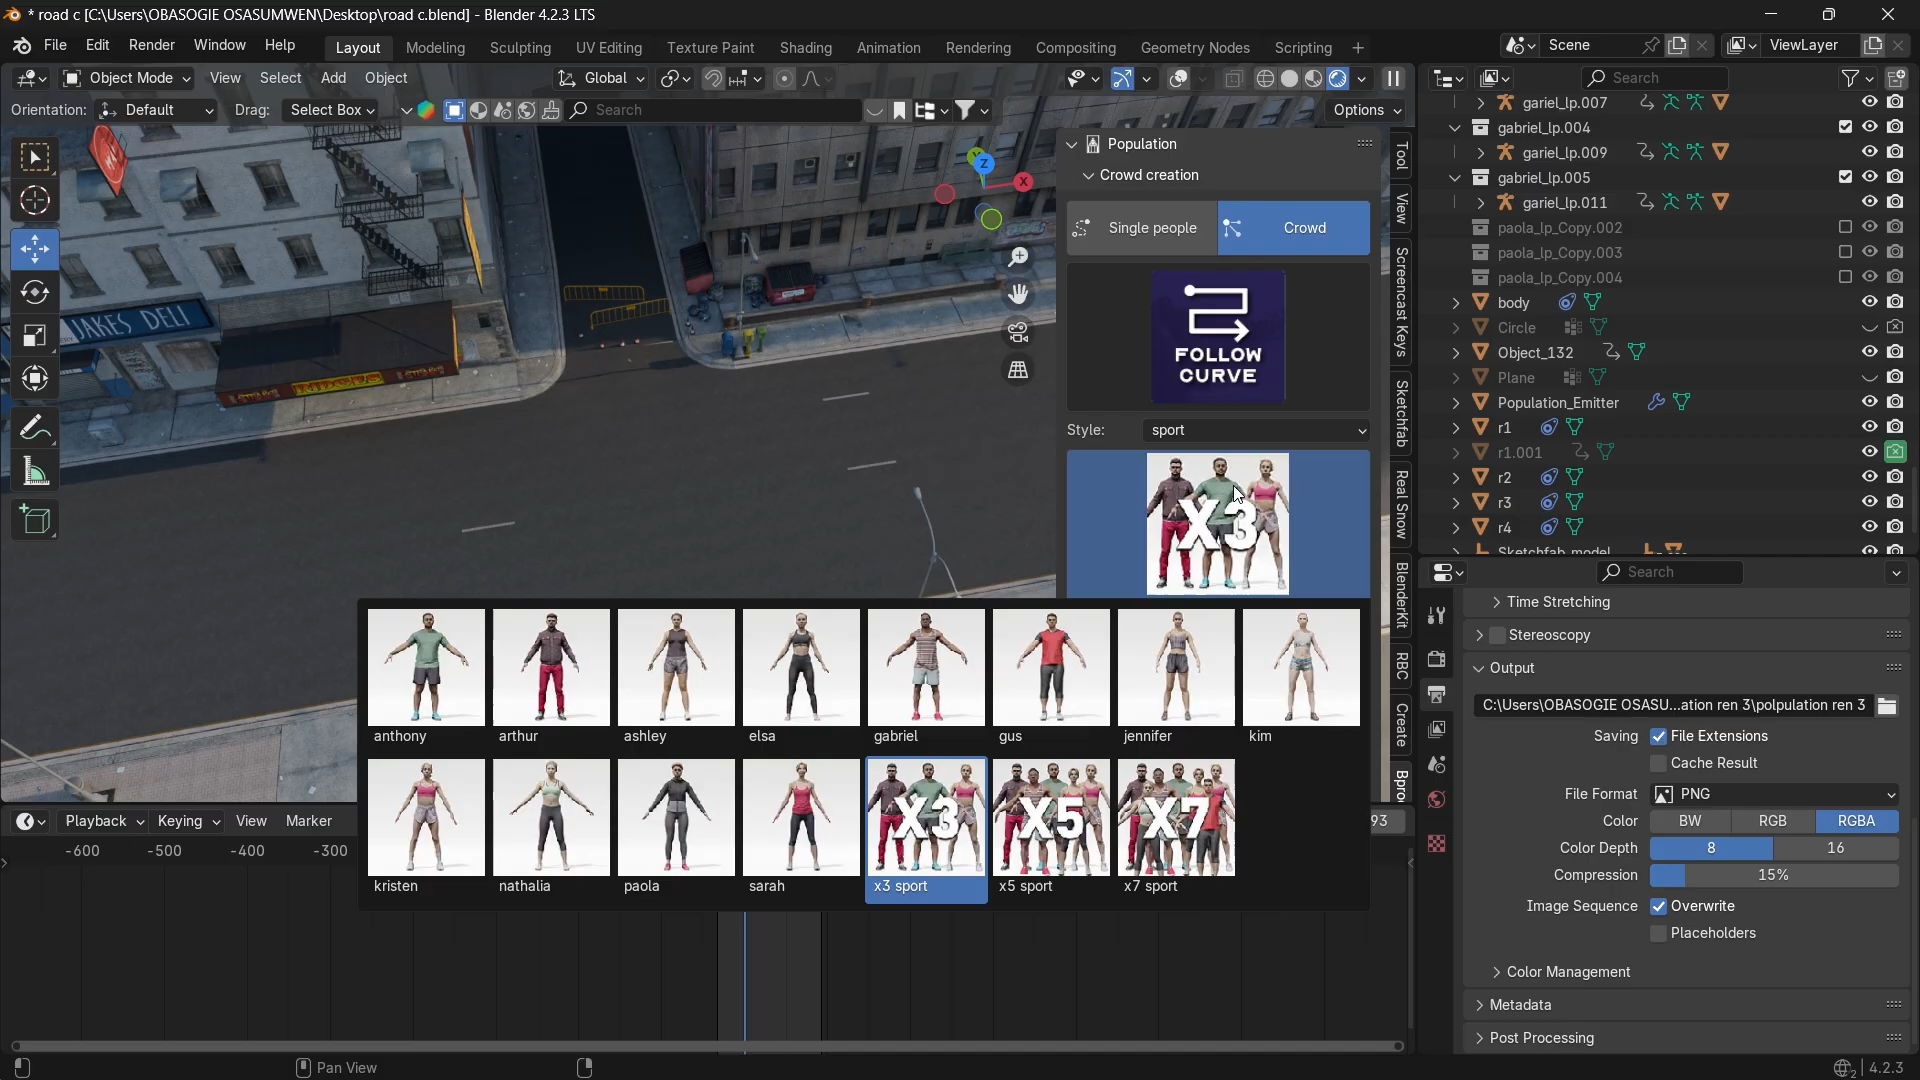 * road c [C:\Users\OBASOGIE OSASUMWEN\Desktop\road c.blend] - Blender 4.2.3 LTS
File Edit Render Window Help
Layout Modeling Sculpting UV Editing Texture Paint Shading Animation Rendering Compositing Geometry Nodes Scripting +
Scene
ViewLayer
Object Mode View Select Add Object
Global
Search
Orientation: Default Drag: Select Box
Search
Options
JAKES DELI
Population
Crowd creation
Single people
Crowd
FOLLOW
CURVE
Style: sport
X3
Tool
View
Screencast Keys
Sketchfab
Real Snow
BlenderKit
RBC
Create
Bpro
gariel_lp.007
gabriel_lp.004
gariel_lp.009
gabriel_lp.005
gariel_lp.011
paola_lp_Copy.002
paola_lp_Copy.003
paola_lp_Copy.004
body
Circle
Object_132
Plane
Population_Emitter
r1
r1.001
r2
r3
r4
Sketchfab_model
Search
Time Stretching
Stereoscopy
Output
C:\Users\OBASOGIE OSASU...ation ren 3\polpulation ren 3
Saving File Extensions
Cache Result
File Format PNG
Color BW RGB RGBA
Color Depth 8 16
Compression 15%
Image Sequence Overwrite
Placeholders
Color Management
Metadata
Post Processing
anthony arthur ashley elsa gabriel gus jennifer kim
X3 X5 X7
kristen nathalia paola sarah x3 sport x5 sport x7 sport
Playback Keying View Marker
93
-600 -500 -400 -300
Pan View
2
4.2.3